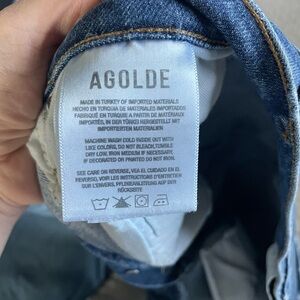 AGOLDE
MADE IN TURKEY OF IMPORTED MATERIALS
HECHO EN TURQUIA DE MATERIALES IMPORTADOS
FABRIQUÉ EN TURQUIE À PARTIR DE MATERIAUX
IMPORTÉS, IN DER TÜRKEI HERGESTELLT MIT
IMPORTIERTEN MATERIALIEN
MACHINE WASH COLD INSIDE OUT WITH
LIKE COLORS, DO NOT BLEACH, TUMBLE
DRY LOW, IRON MEDIUM IF NECESSARY.
IF DECORATED OR PRINTED DO NOT IRON.
SEE CARE ON REVERSE, VEA EL CUIDADO EN EL
REVERSO, VOIR LES INSTRUCTIONS D'ENTRETIEN
SUR L'ENVERS, PFLEGEHINWEISE AUF DER
RÜCKSEITE